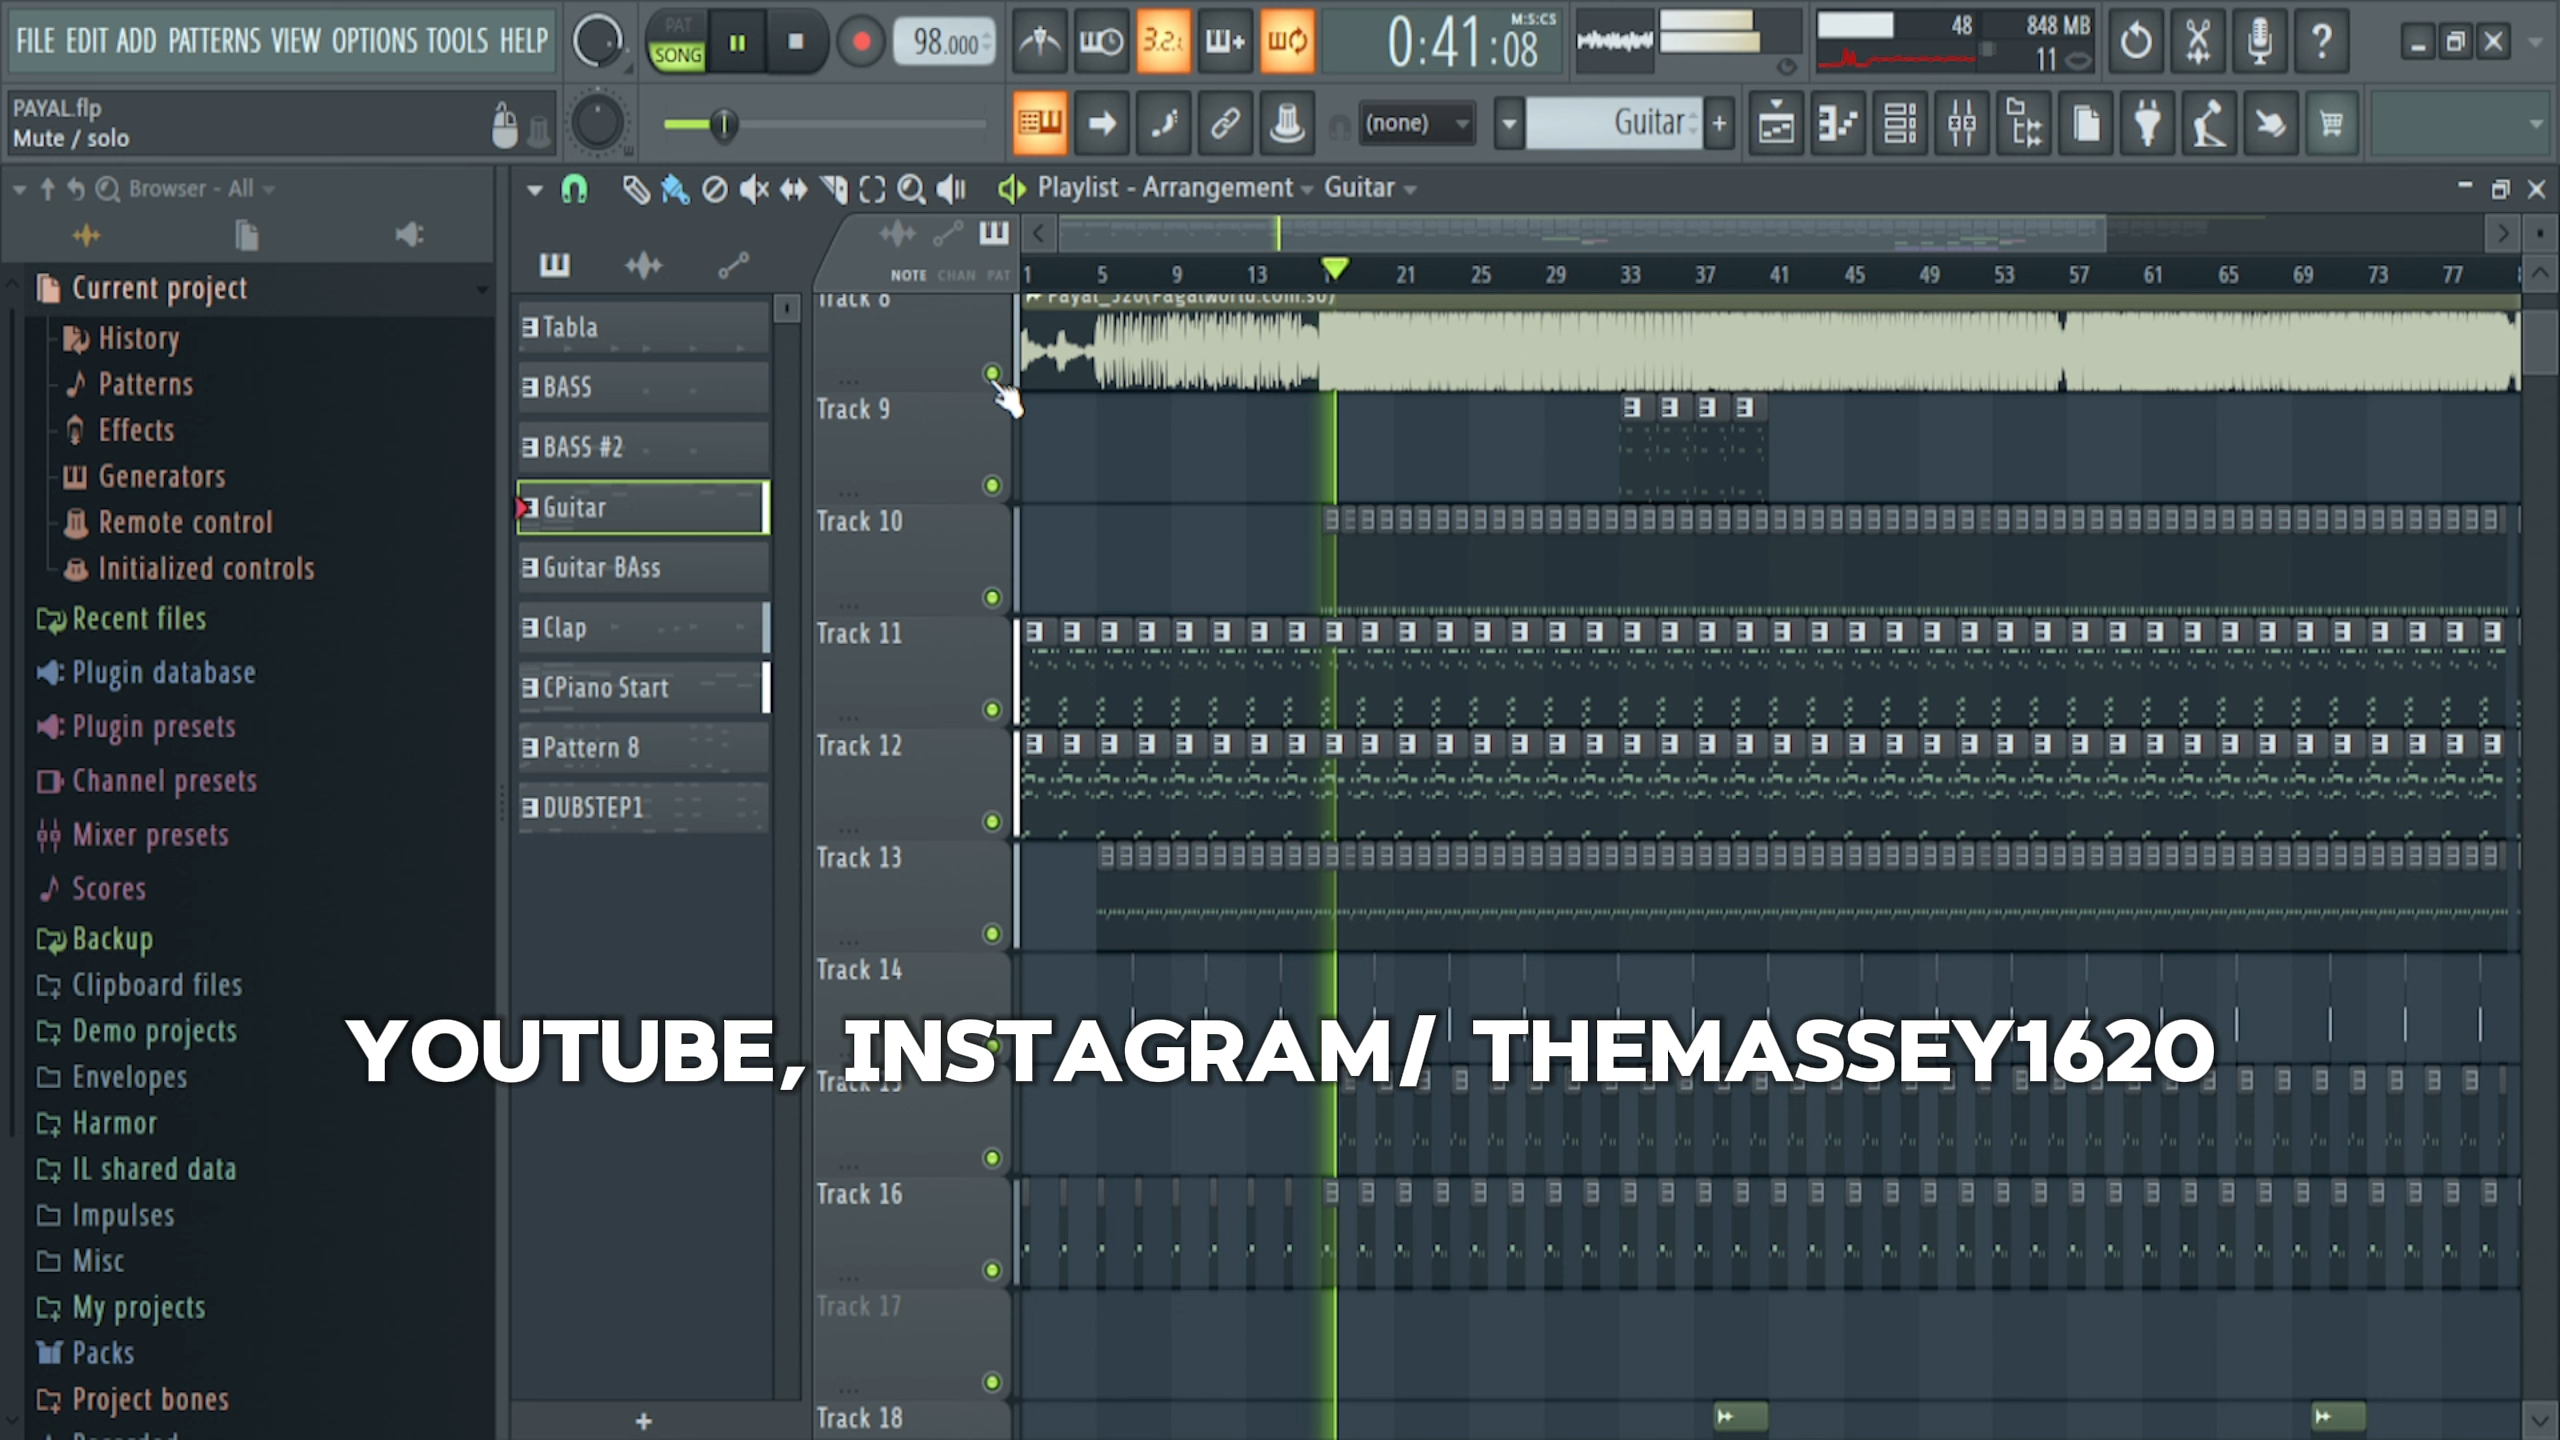 FILE EDIT ADD PATTERNS VIEW OPTIONS TOOLS HELP
PAT
SONG
98.000
3.2.
M:S:CS
0:41:08
48
848 MB
11
PAYAL.flp
Mute / solo
(none)
Guitar
+
Browser - All
Playlist - Arrangement
Guitar
NOTE CHAN PAT
1 5 9 13 21 25 29 33 37 41 45 49 53 57 61 65 69 73 77
Current project
History
Patterns
Effects
Generators
Remote control
Initialized controls
Recent files
Plugin database
Plugin presets
Channel presets
Mixer presets
Scores
Backup
Clipboard files
Demo projects
Envelopes
Harmor
IL shared data
Impulses
Misc
My projects
Packs
Project bones
Tabla
BASS
BASS #2
Guitar
Guitar BAss
Clap
CPiano Start
Pattern 8
DUBSTEP1
+
Track 8
Payal_320(PagalWorld.com.so)
Track 9
Track 10
Track 11
Track 12
Track 13
Track 14
Track 15
Track 16
Track 17
Track 18
YOUTUBE, INSTAGRAM/ THEMASSEY1620